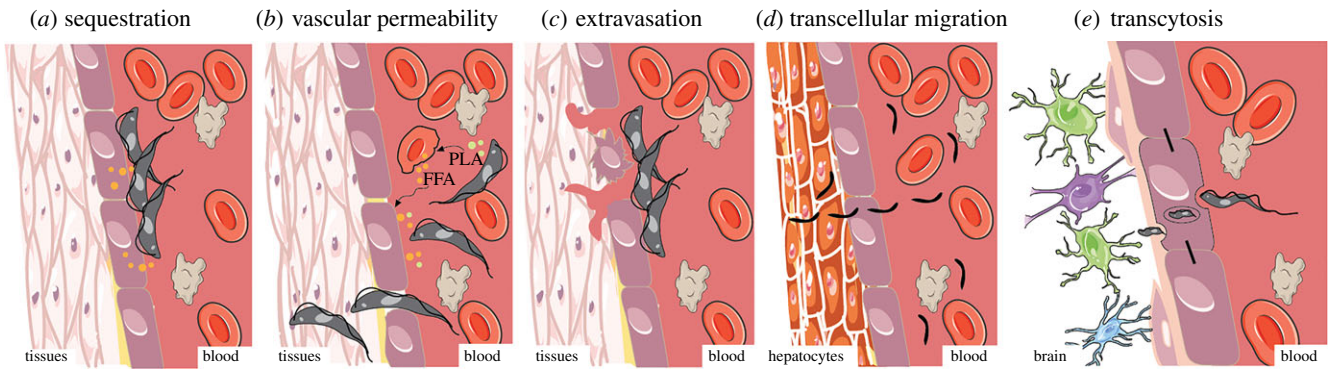 (a) sequestration
(b) vascular permeability
(c) extravasation
(d) transcellular migration
(e) transcytosis
PLA
FFA
tissues
blood
tissues
blood
tissues
blood
hepatocytes
blood
brain
blood